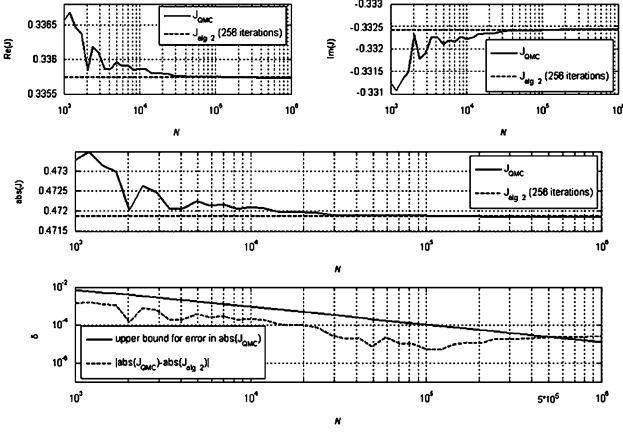 0.3365
0.336
0.3355
Re(J)
J_QMC
J_alg 2 (256 iterations)
10^3 10^4 10^5 10^6
N
-0.333
-0.3325
-0.332
-0.3315
-0.331
Im(J)
J_QMC
J_alg 2 (256 iterations)
10^3 10^4 10^5 10^6
N
0.473
0.4725
0.472
0.4715
abs(J)
J_QMC
J_alg 2 (256 iterations)
10^3 10^4 10^5 10^6
N
10^-2
10^-4
10^-6
δ
upper bound for error in abs(J_QMC)
|abs(J_QMC)-abs(J_alg 2)|
10^3 10^4 10^5 5*10^5 10^6
N